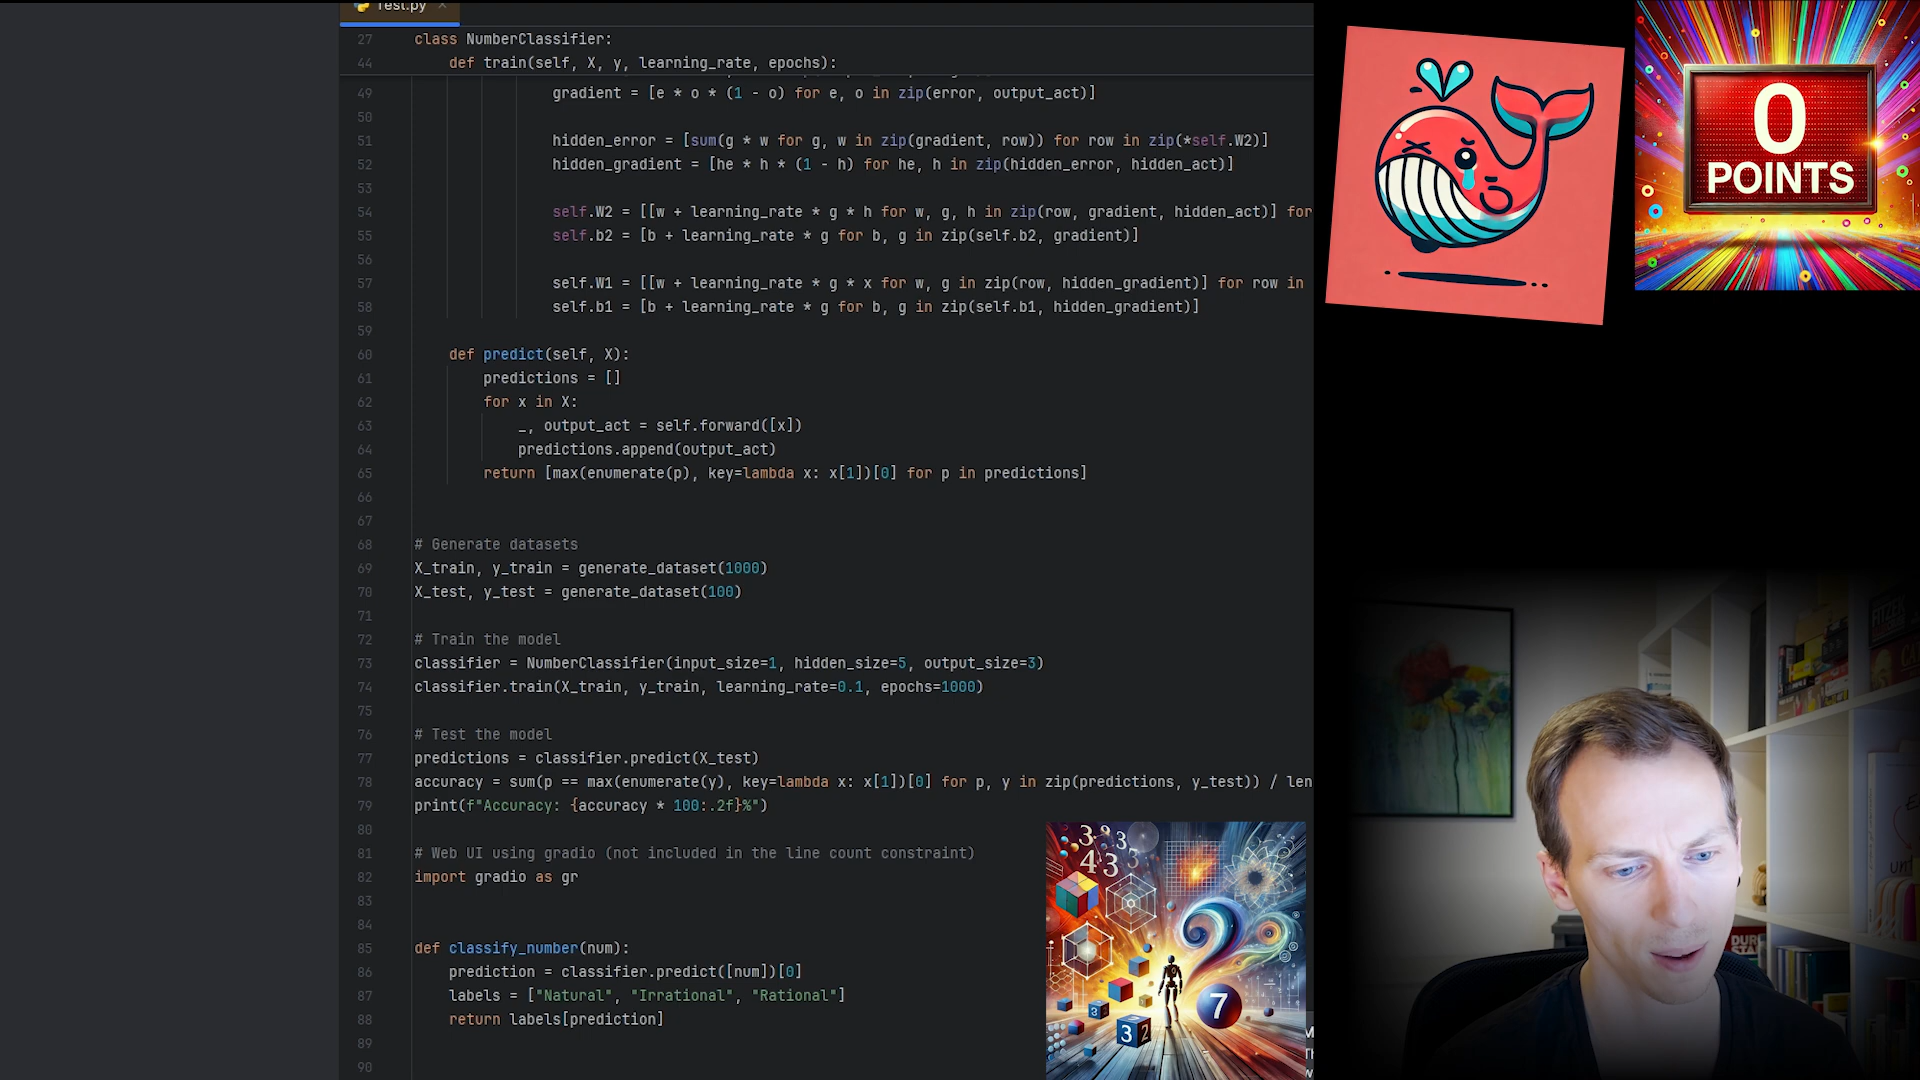 Test.py
27 class NumberClassifier:
44 def train(self, X, y, learning_rate, epochs):
49 gradient = [e * o * (1 - o) for e, o in zip(error, output_act)]
50
51 hidden_error = [sum(g * w for g, w in zip(gradient, row)) for row in zip(*self.W2)]
52 hidden_gradient = [he * h * (1 - h) for he, h in zip(hidden_error, hidden_act)]
53
54 self.W2 = [[w + learning_rate * g * h for w, g, h in zip(row, gradient, hidden_act)] for
55 self.b2 = [b + learning_rate * g for b, g in zip(self.b2, gradient)]
56
57 self.W1 = [[w + learning_rate * g * x for w, g in zip(row, hidden_gradient)] for row in
58 self.b1 = [b + learning_rate * g for b, g in zip(self.b1, hidden_gradient)]
59
60 def predict(self, X):
61 predictions = []
62 for x in X:
63 _, output_act = self.forward([x])
64 predictions.append(output_act)
65 return [max(enumerate(p), key=lambda x: x[1])[0] for p in predictions]
66
67
68 # Generate datasets
69 X_train, y_train = generate_dataset(1000)
70 X_test, y_test = generate_dataset(100)
71
72 # Train the model
73 classifier = NumberClassifier(input_size=1, hidden_size=5, output_size=3)
74 classifier.train(X_train, y_train, learning_rate=0.1, epochs=1000)
75
76 # Test the model
77 predictions = classifier.predict(X_test)
78 accuracy = sum(p == max(enumerate(y), key=lambda x: x[1])[0] for p, y in zip(predictions, y_test)) / len
79 print(f"Accuracy: {accuracy * 100:.2f}%")
80
81 # Web UI using gradio (not included in the line count constraint)
82 import gradio as gr
83
84
85 def classify_number(num):
86 prediction = classifier.predict([num])[0]
87 labels = ["Natural", "Irrational", "Rational"]
88 return labels[prediction]
89
90
0
POINTS
7
3 2